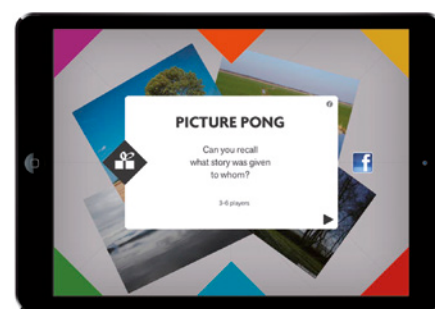 PICTURE PONG
Can you recall
what story was given
to whom?
3-6 players